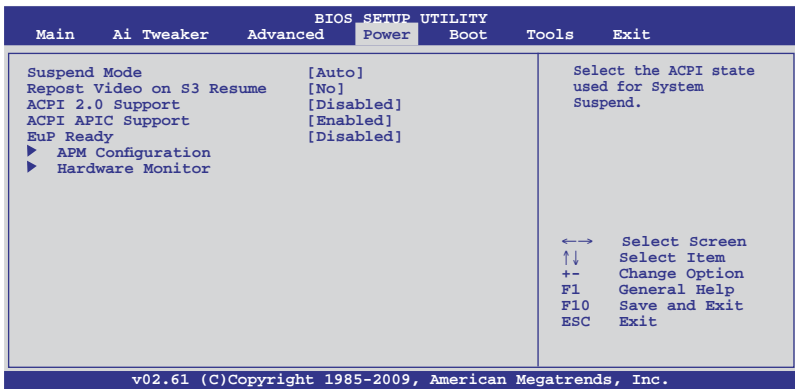 BIOS SETUP UTILITY
Main Ai Tweaker Advanced Power Boot Tools Exit
Suspend Mode [Auto]
Repost Video on S3 Resume [No]
ACPI 2.0 Support [Disabled]
ACPI APIC Support [Enabled]
EuP Ready [Disabled]
▶ APM Configuration
▶ Hardware Monitor
Select the ACPI state
used for System
Suspend.
←→ Select Screen
↑↓ Select Item
+- Change Option
F1 General Help
F10 Save and Exit
ESC Exit
v02.61 (C)Copyright 1985-2009, American Megatrends, Inc.